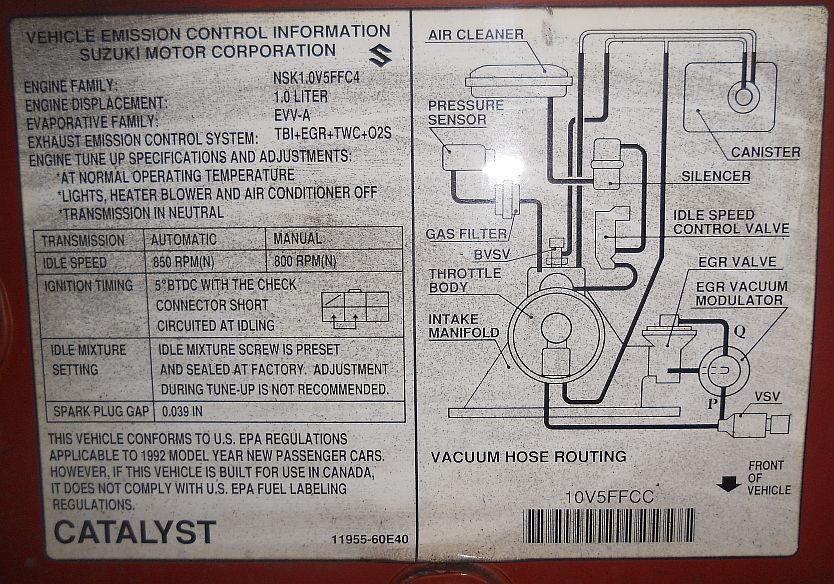 VEHICLE EMISSION CONTROL INFORMATION
SUZUKI MOTOR CORPORATION
ENGINE FAMILY: NSK1.0V5FFC4
ENGINE DISPLACEMENT: 1.0 LITER
EVAPORATIVE FAMILY: EVV-A
EXHAUST EMISSION CONTROL SYSTEM: TBI+EGR+TWC+O2S
ENGINE TUNE UP SPECIFICATIONS AND ADJUSTMENTS:
*AT NORMAL OPERATING TEMPERATURE
*LIGHTS, HEATER BLOWER AND AIR CONDITIONER OFF
*TRANSMISSION IN NEUTRAL
TRANSMISSION AUTOMATIC MANUAL
IDLE SPEED 850 RPM(N) 800 RPM(N)
IGNITION TIMING 5°BTDC WITH THE CHECK
CONNECTOR SHORT
CIRCUITED AT IDLING
IDLE MIXTURE IDLE MIXTURE SCREW IS PRESET
SETTING AND SEALED AT FACTORY. ADJUSTMENT
DURING TUNE-UP IS NOT RECOMMENDED.
SPARK PLUG GAP 0.039 IN
THIS VEHICLE CONFORMS TO U.S. EPA REGULATIONS
APPLICABLE TO 1992 MODEL YEAR NEW PASSENGER CARS.
HOWEVER, IF THIS VEHICLE IS BUILT FOR USE IN CANADA,
IT DOES NOT COMPLY WITH U.S. EPA FUEL LABELING
REGULATIONS.
CATALYST 11955-60E40
AIR CLEANER
PRESSURE
SENSOR
CANISTER
SILENCER
GAS FILTER
IDLE SPEED
CONTROL VALVE
BVSV
THROTTLE
BODY
EGR VALVE
EGR VACUUM
MODULATOR
INTAKE
MANIFOLD
Q
P
VSV
VACUUM HOSE ROUTING
FRONT
OF
VEHICLE
10V5FFCC